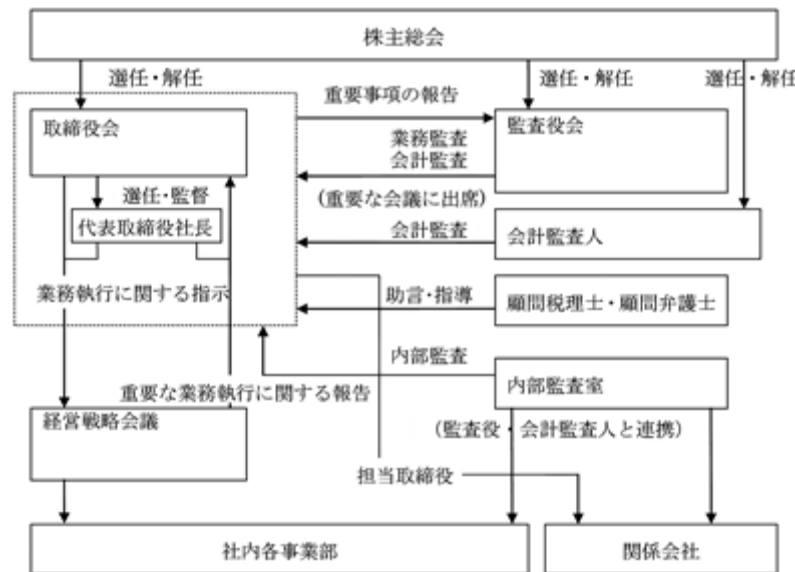 株主総会
選任・解任
選任・解任
選任・解任
重要事項の報告
取締役会
監査役会
業務監査
会計監査
(重要な会議に出席)
選任・監督
代表取締役社長
会計監査
会計監査人
業務執行に関する指示
助言・指導
顧問税理士・顧問弁護士
内部監査
内部監査室
重要な業務執行に関する報告
経営戦略会議
(監査役・会計監査人と連携)
担当取締役
社内各事業部
関係会社